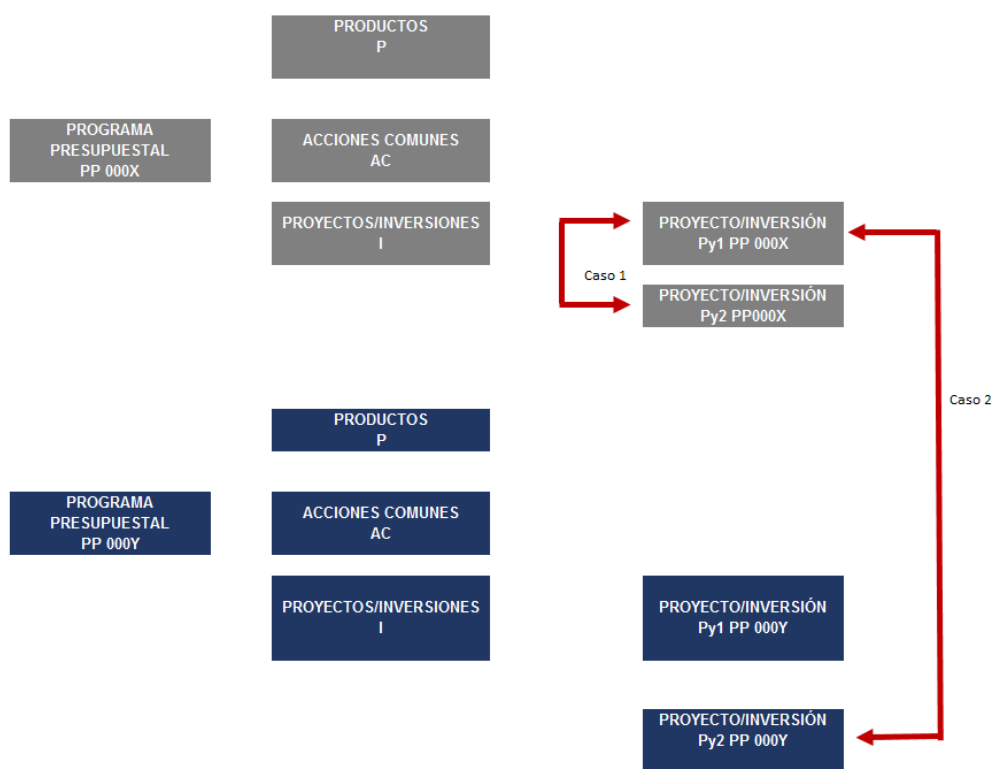 PRODUCTOS
P
PROGRAMA
PRESUPUESTAL
PP 000X
ACCIONES COMUNES
AC
PROYECTOS/INVERSIONES
I
PROYECTO/INVERSIÓN
Py1 PP 000X
Caso 1
PROYECTO/INVERSIÓN
Py2 PP000X
Caso 2
PRODUCTOS
P
PROGRAMA
PRESUPUESTAL
PP 000Y
ACCIONES COMUNES
AC
PROYECTOS/INVERSIONES
I
PROYECTO/INVERSIÓN
Py1 PP 000Y
PROYECTO/INVERSIÓN
Py2 PP 000Y